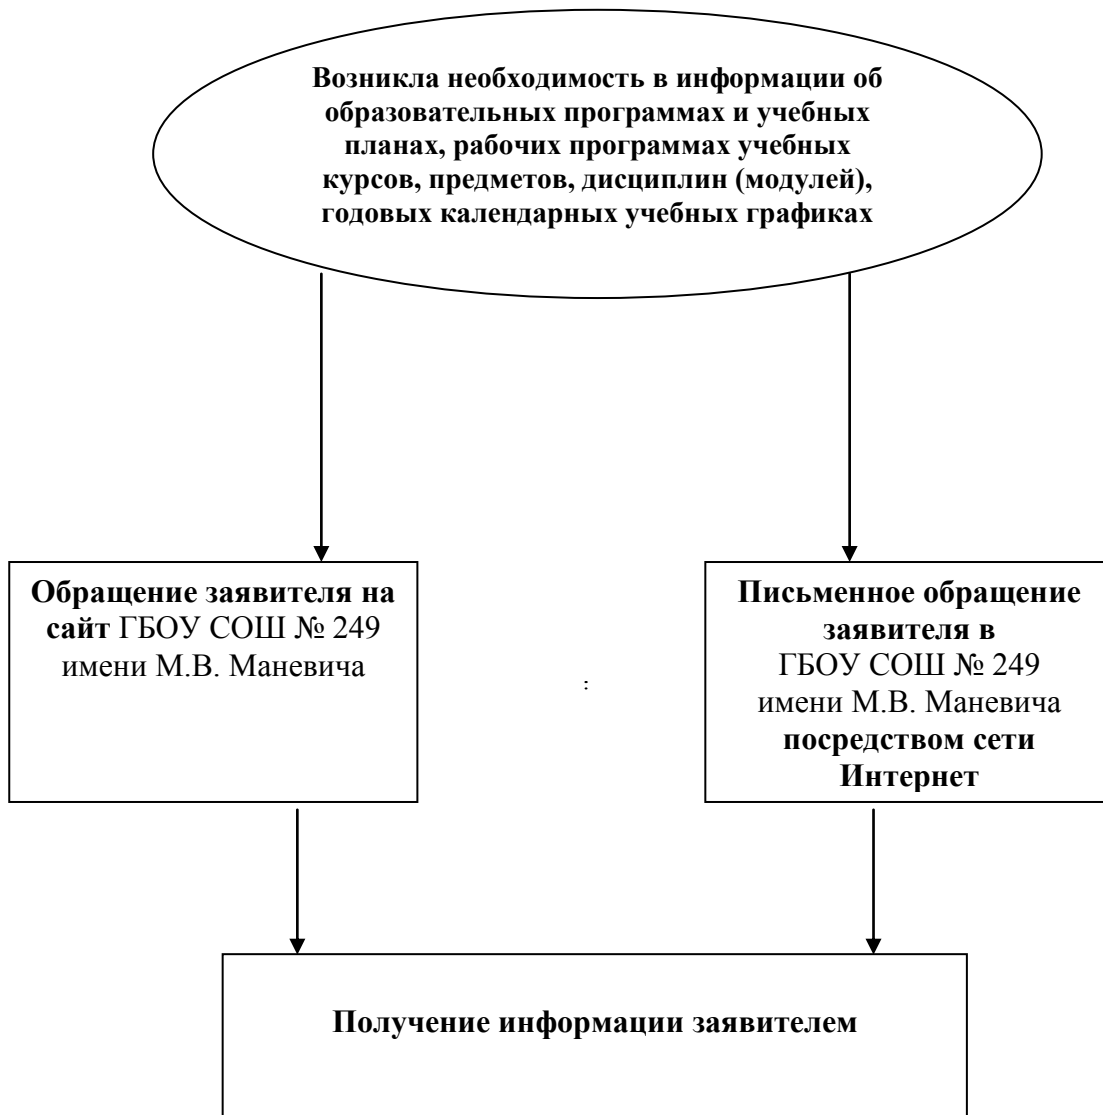 Возникла необходимость в информации об
образовательных программах и учебных
планах, рабочих программах учебных
курсов, предметов, дисциплин (модулей),
годовых календарных учебных графиках
Обращение заявителя на
сайт ГБОУ СОШ № 249
имени М.В. Маневича
:
Письменное обращение
заявителя в
ГБОУ СОШ № 249
имени М.В. Маневича
посредством сети
Интернет
Получение информации заявителем